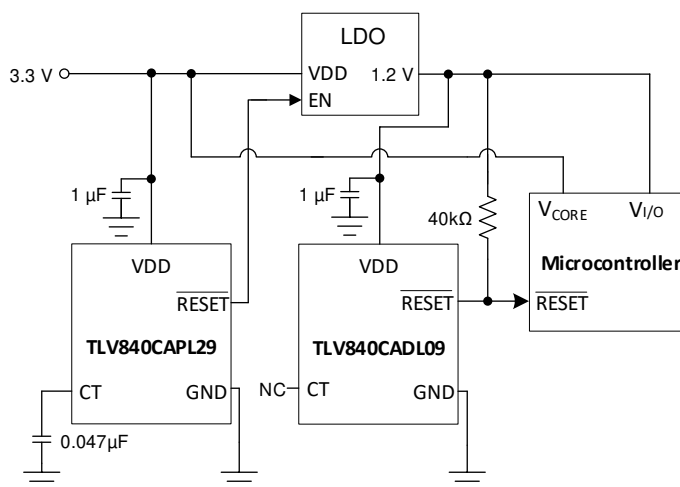 LDO
3.3 V
VDD
1.2 V
EN
1 µF
1 µF
40kΩ
VCORE
VI/O
Microcontroller
RESET
VDD
RESET
TLV840CAPL29
CT
GND
0.047µF
VDD
RESET
TLV840CADL09
NC
CT
GND